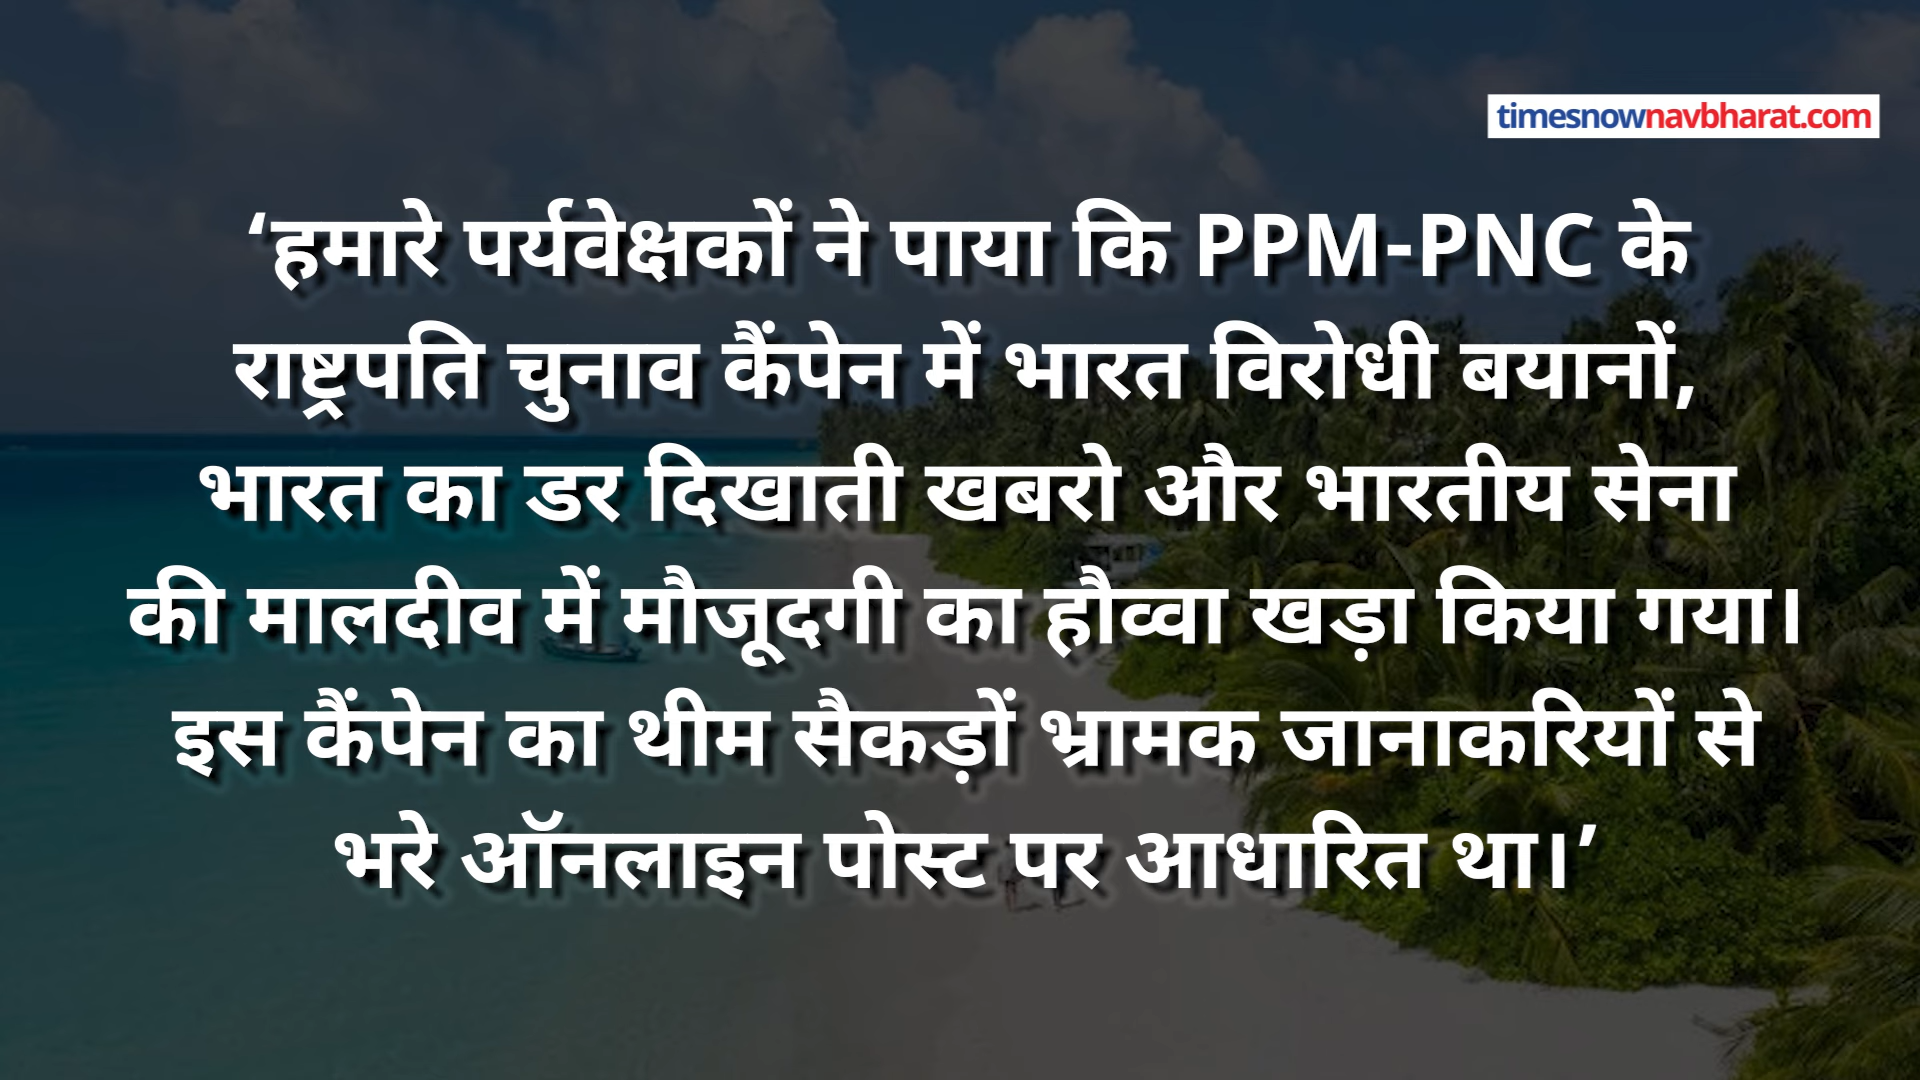 timesnownavbharat.com
‘हमारे पर्यवेक्षकों ने पाया कि PPM-PNC के
राष्ट्रपति चुनाव कैंपेन में भारत विरोधी बयानों,
भारत का डर दिखाती खबरो और भारतीय सेना
की मालदीव में मौजूदगी का हौव्वा खड़ा किया गया।
इस कैंपेन का थीम सैकड़ों भ्रामक जानाकरियों से
भरे ऑनलाइन पोस्ट पर आधारित था।’